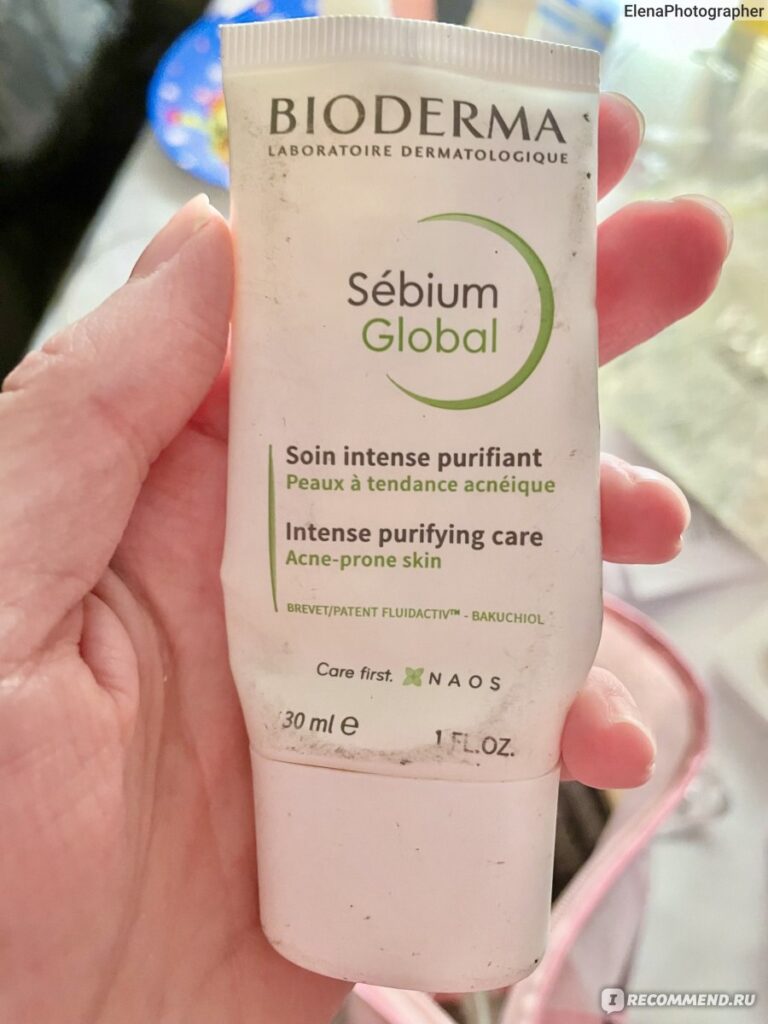 ElenaPhotographer
BIODERMA
LABORATOIRE DERMATOLOGIQUE
Sébium
Global
Soin intense purifiant
Peaux à tendance acnéique
Intense purifying care
Acne-prone skin
BREVET/PATENT FLUIDACTIV™ - BAKUCHIOL
Care first. NAOS
30 ml e 1 FL.OZ.
IRECOMMEND.RU